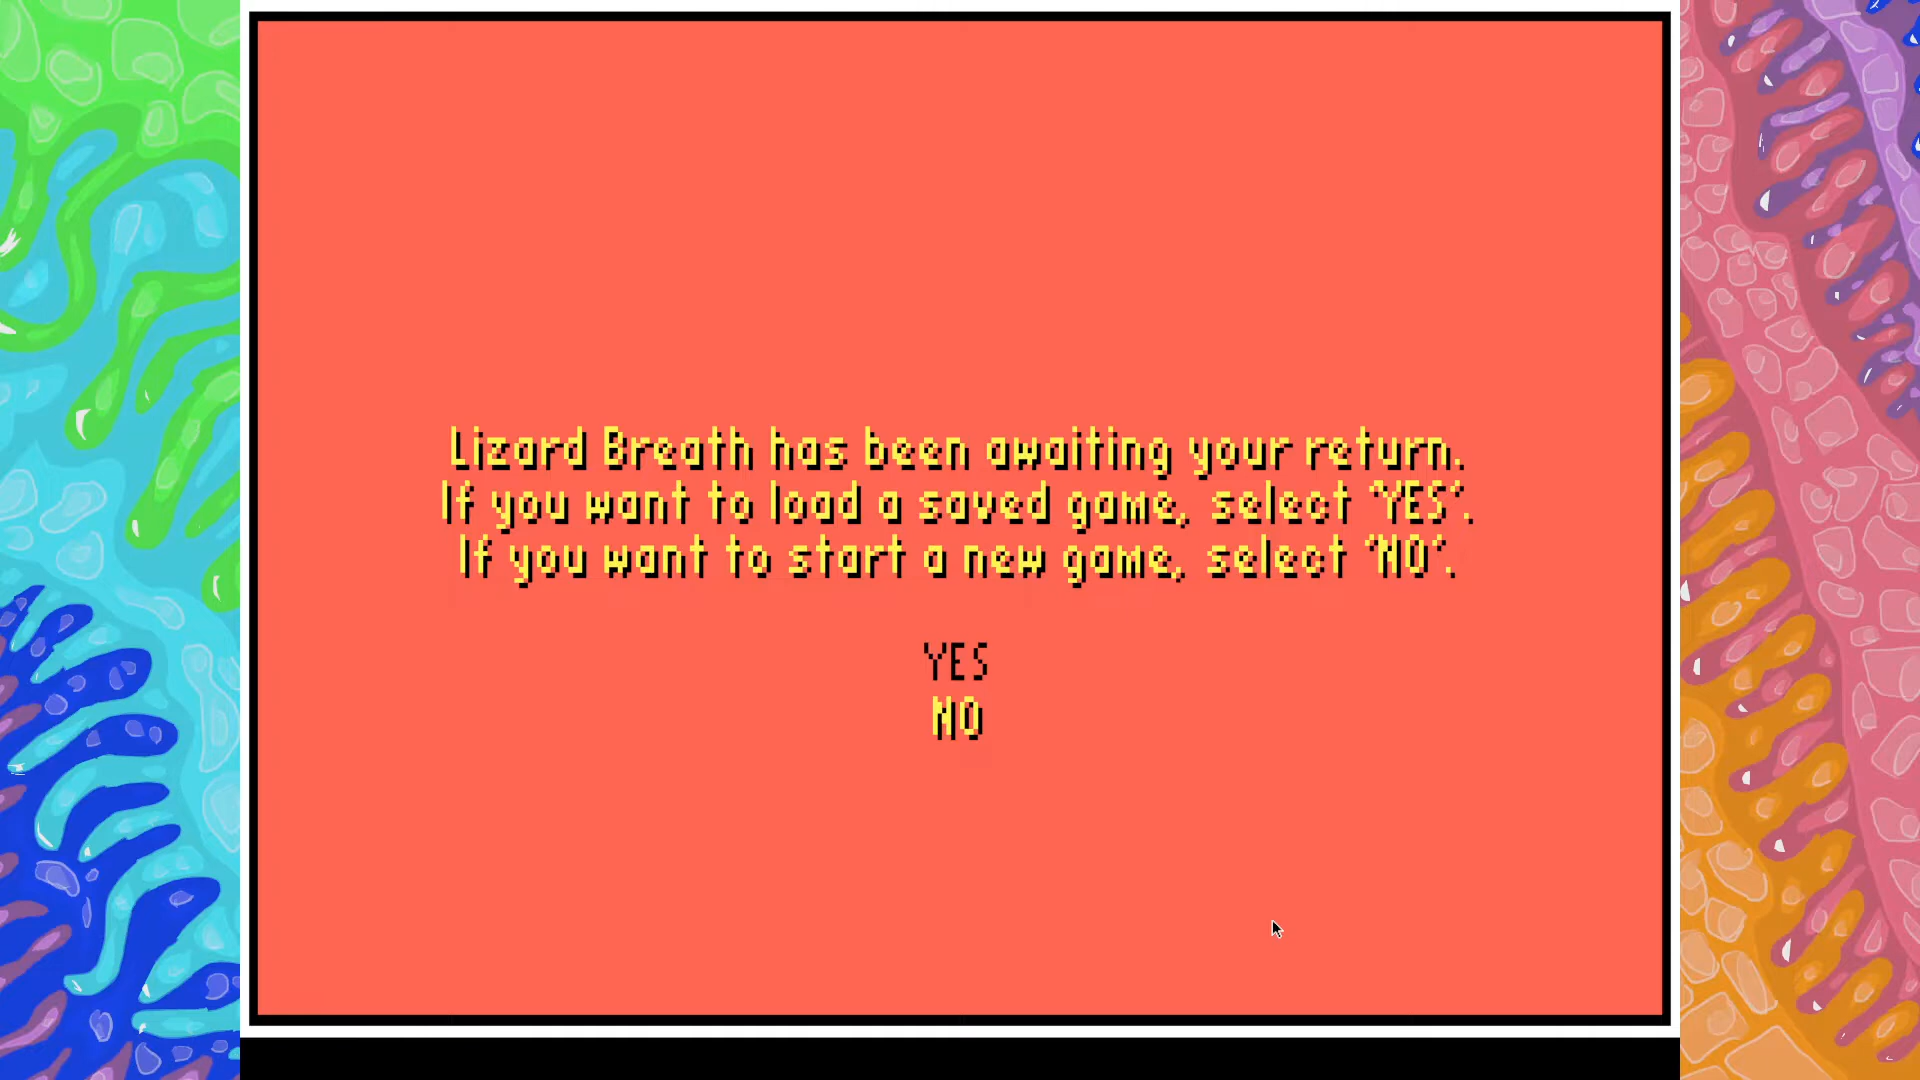 Lizard Breath has been awaiting your return.
If you want to load a saved game, select "YES".
If you want to start a new game, select "NO".
YES
NO